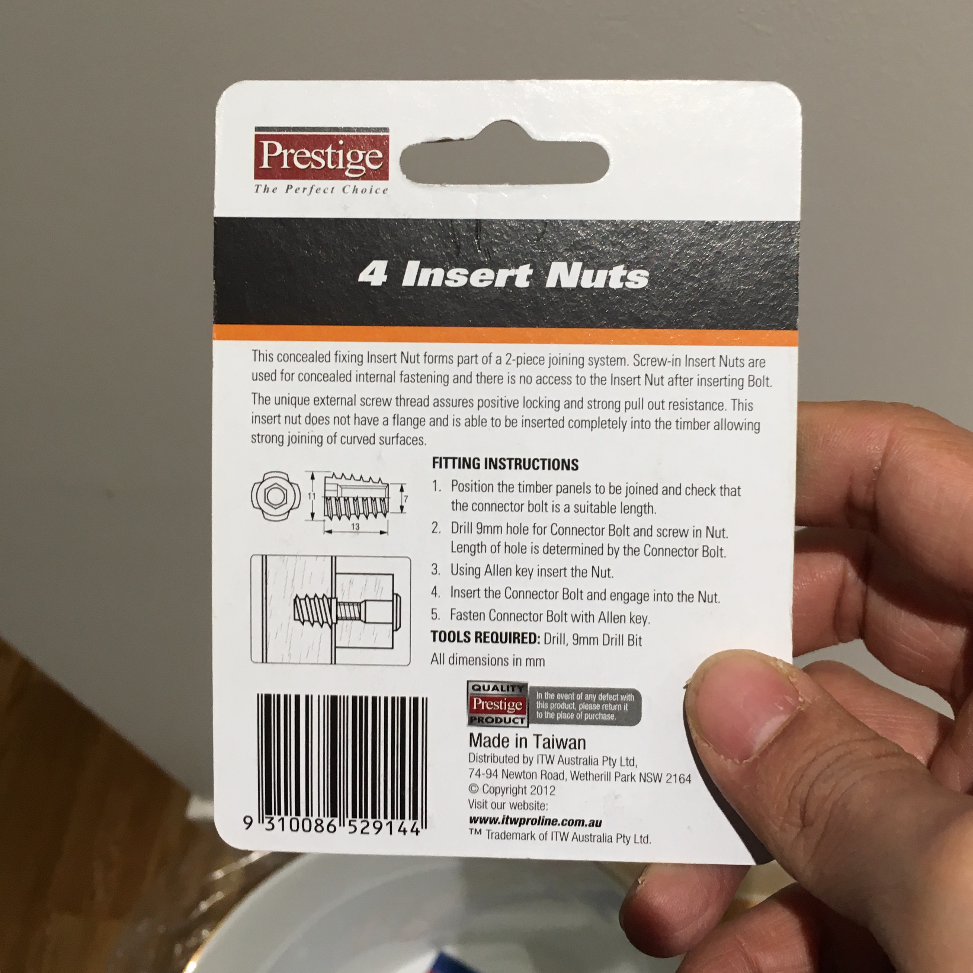 Prestige
The Perfect Choice
4 Insert Nuts
This concealed fixing Insert Nut forms part of a 2-piece joining system. Screw-in Insert Nuts are
used for concealed internal fastening and there is no access to the Insert Nut after inserting Bolt.
The unique external screw thread assures positive locking and strong pull out resistance. This
insert nut does not have a flange and is able to be inserted completely into the timber allowing
strong joining of curved surfaces.
11
7
13
FITTING INSTRUCTIONS
1. Position the timber panels to be joined and check that
the connector bolt is a suitable length.
2. Drill 9mm hole for Connector Bolt and screw in Nut.
Length of hole is determined by the Connector Bolt.
3. Using Allen key insert the Nut.
4. Insert the Connector Bolt and engage into the Nut.
5. Fasten Connector Bolt with Allen key.
TOOLS REQUIRED: Drill, 9mm Drill Bit
All dimensions in mm
QUALITY
Prestige
PRODUCT
In the event of any defect with
this product, please return it
to the place of purchase.
Made in Taiwan
Distributed by ITW Australia Pty Ltd,
74-94 Newton Road, Wetherill Park NSW 2164
© Copyright 2012
Visit our website:
www.itwproline.com.au
™ Trademark of ITW Australia Pty Ltd.
9 310086 529144